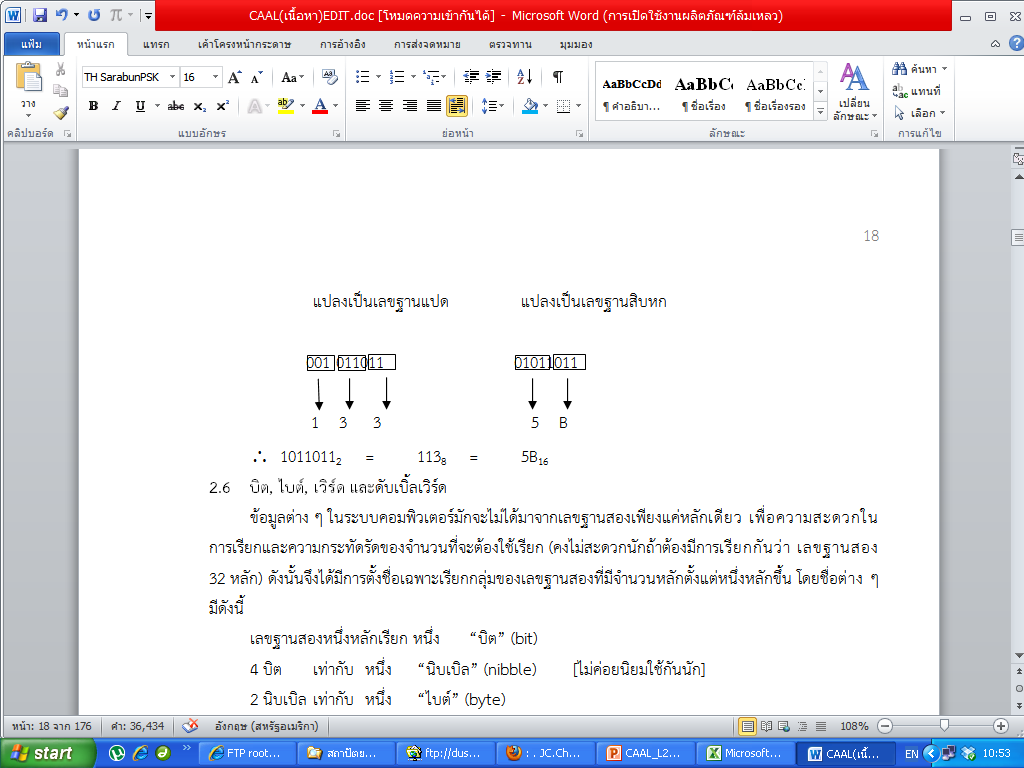 CAAL(เนื้อหา)EDIT.doc [โหมดความเข้ากันได้] - Microsoft Word (การเปิดใช้งานผลิตภัณฑ์ล้มเหลว)
แฟ้ม หน้าแรก แทรก เค้าโครงหน้ากระดาษ การอ้างอิง การส่งจดหมาย ตรวจทาน มุมมอง
TH SarabunPSK 16 Aa AaBbCcDd AaBbC AaBbCc ค้นหา
วาง แทนที่
B I U abc x₂ x² A ab A ¶ คำอธิบา... ¶ ชื่อเรื่อง ¶ ชื่อเรื่องรอง เปลี่ยนลักษณะ เลือก
คลิปบอร์ด แบบอักษร ย่อหน้า ลักษณะ การแก้ไข
18
แปลงเป็นเลขฐานแปด แปลงเป็นเลขฐานสิบหก
001 011011 01011011
1 3 3 5 B
∴ 1011011₂ = 113₈ = 5B₁₆
2.6 บิต, ไบต์, เวิร์ด และดับเบิ้ลเวิร์ด
ข้อมูลต่าง ๆ ในระบบคอมพิวเตอร์มักจะไม่ได้มาจากเลขฐานสองเพียงแค่หลักเดียว เพื่อความสะดวกใน
การเรียกและความกระทัดรัดของจำนวนที่จะต้องใช้เรียก (คงไม่สะดวกนักถ้าต้องมีการเรียกกันว่า เลขฐานสอง
32 หลัก) ดังนั้นจึงได้มีการตั้งชื่อเฉพาะเรียกกลุ่มของเลขฐานสองที่มีจำนวนหลักตั้งแต่หนึ่งหลักขึ้น โดยชื่อต่าง ๆ
มีดังนี้
เลขฐานสองหนึ่งหลักเรียก หนึ่ง “บิต” (bit)
4 บิต เท่ากับ หนึ่ง “นิบเบิล” (nibble) [ไม่ค่อยนิยมใช้กันนัก]
2 นิบเบิล เท่ากับ หนึ่ง “ไบต์” (byte)
หน้า: 18 จาก 176 คำ: 36,434 อังกฤษ (สหรัฐอเมริกา) 108%
start FTP root... สถาปัตย... ftp://dus... : . JC.Ch... CAAL_L2... Microsoft... CAAL(เนื้... EN 10:53